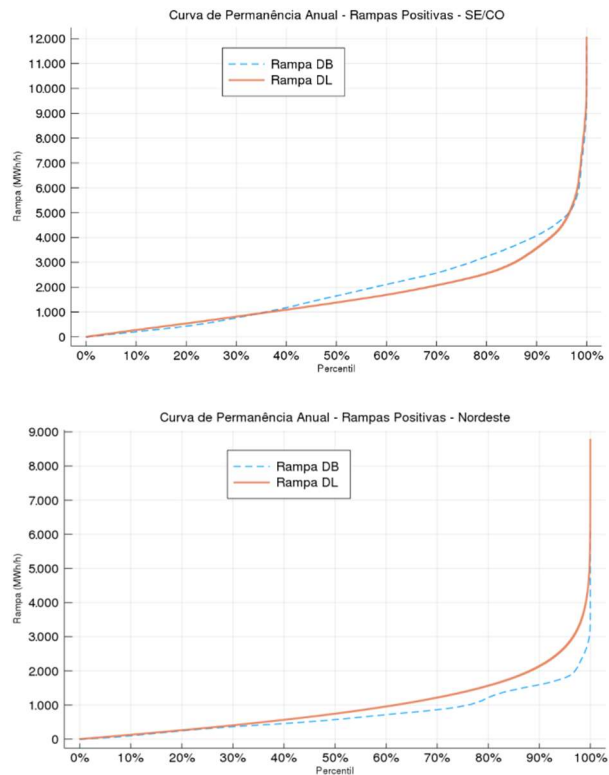 Curva de Permanência Anual - Rampas Positivas - SE/CO
Rampa DB
Rampa DL
Rampa (MWh/h)
12.000
11.000
10.000
9.000
8.000
7.000
6.000
5.000
4.000
3.000
2.000
1.000
0
0% 10% 20% 30% 40% 50% 60% 70% 80% 90% 100%
Percentil
Curva de Permanência Anual - Rampas Positivas - Nordeste
Rampa DB
Rampa DL
Rampa (MWh/h)
9.000
8.000
7.000
6.000
5.000
4.000
3.000
2.000
1.000
0
0% 10% 20% 30% 40% 50% 60% 70% 80% 90% 100%
Percentil